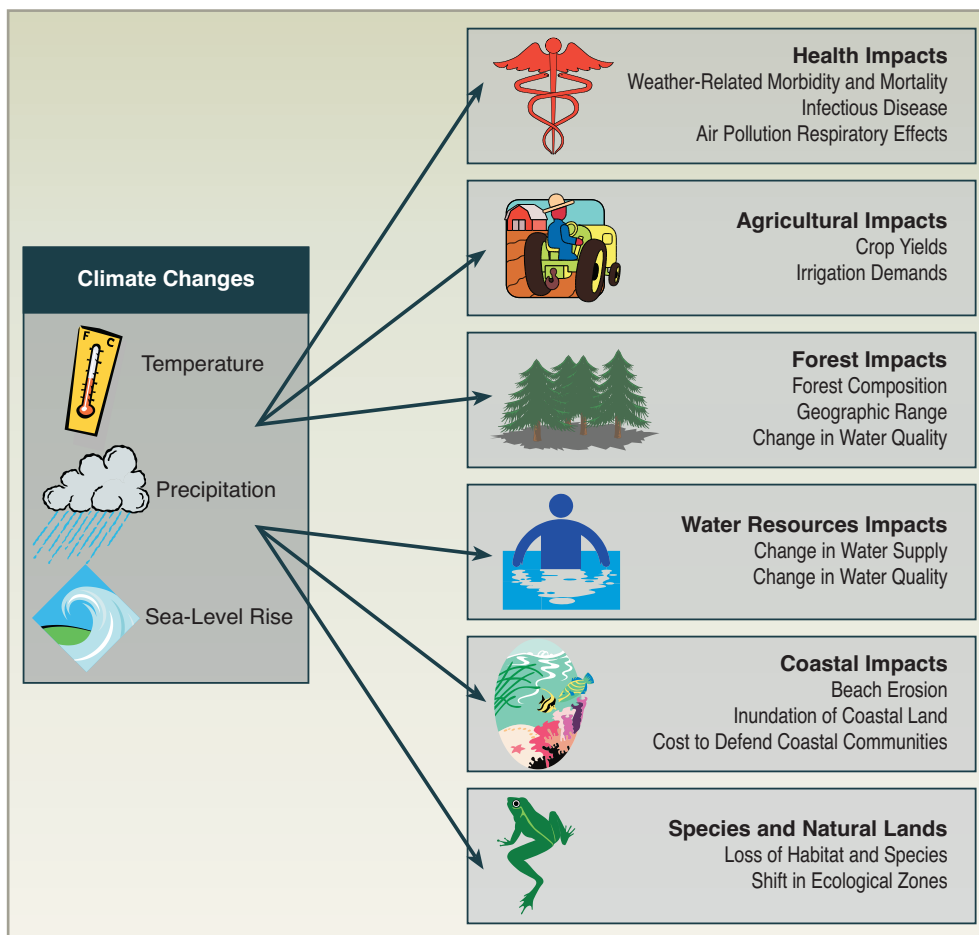 Climate Changes
F C
Temperature
Precipitation
Sea-Level Rise
Health Impacts
Weather-Related Morbidity and Mortality
Infectious Disease
Air Pollution Respiratory Effects
Agricultural Impacts
Crop Yields
Irrigation Demands
Forest Impacts
Forest Composition
Geographic Range
Change in Water Quality
Water Resources Impacts
Change in Water Supply
Change in Water Quality
Coastal Impacts
Beach Erosion
Inundation of Coastal Land
Cost to Defend Coastal Communities
Species and Natural Lands
Loss of Habitat and Species
Shift in Ecological Zones